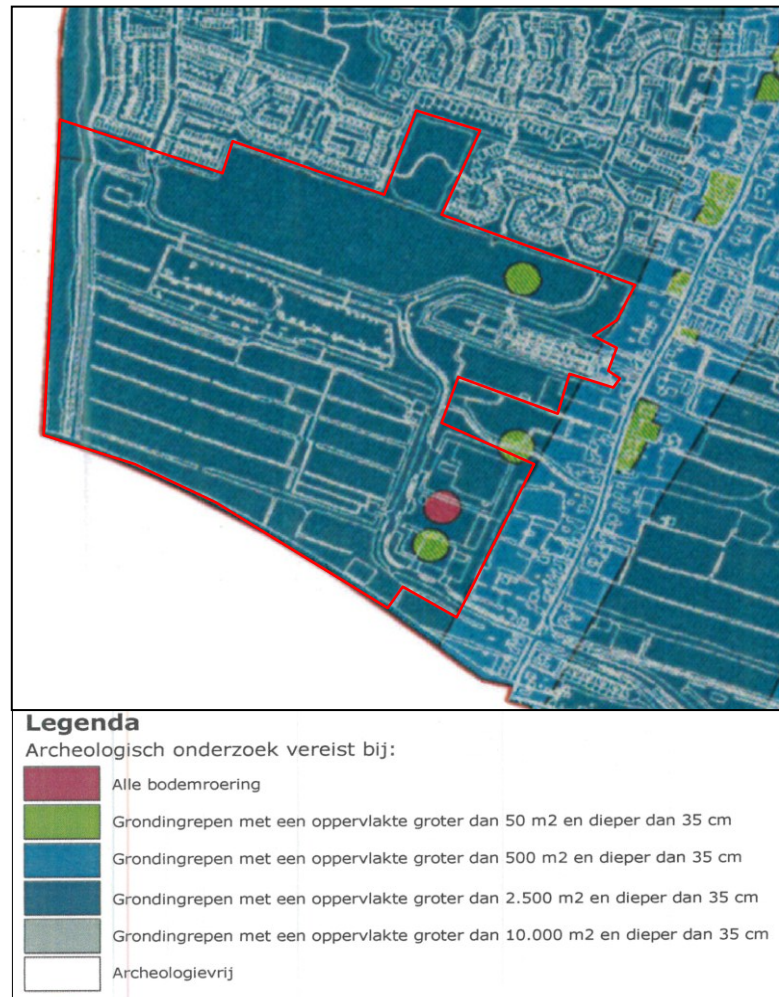 Legenda
Archeologisch onderzoek vereist bij:
Alle bodemroering
Grondingrepen met een oppervlakte groter dan 50 m2 en dieper dan 35 cm
Grondingrepen met een oppervlakte groter dan 500 m2 en dieper dan 35 cm
Grondingrepen met een oppervlakte groter dan 2.500 m2 en dieper dan 35 cm
Grondingrepen met een oppervlakte groter dan 10.000 m2 en dieper dan 35 cm
Archeologievrij